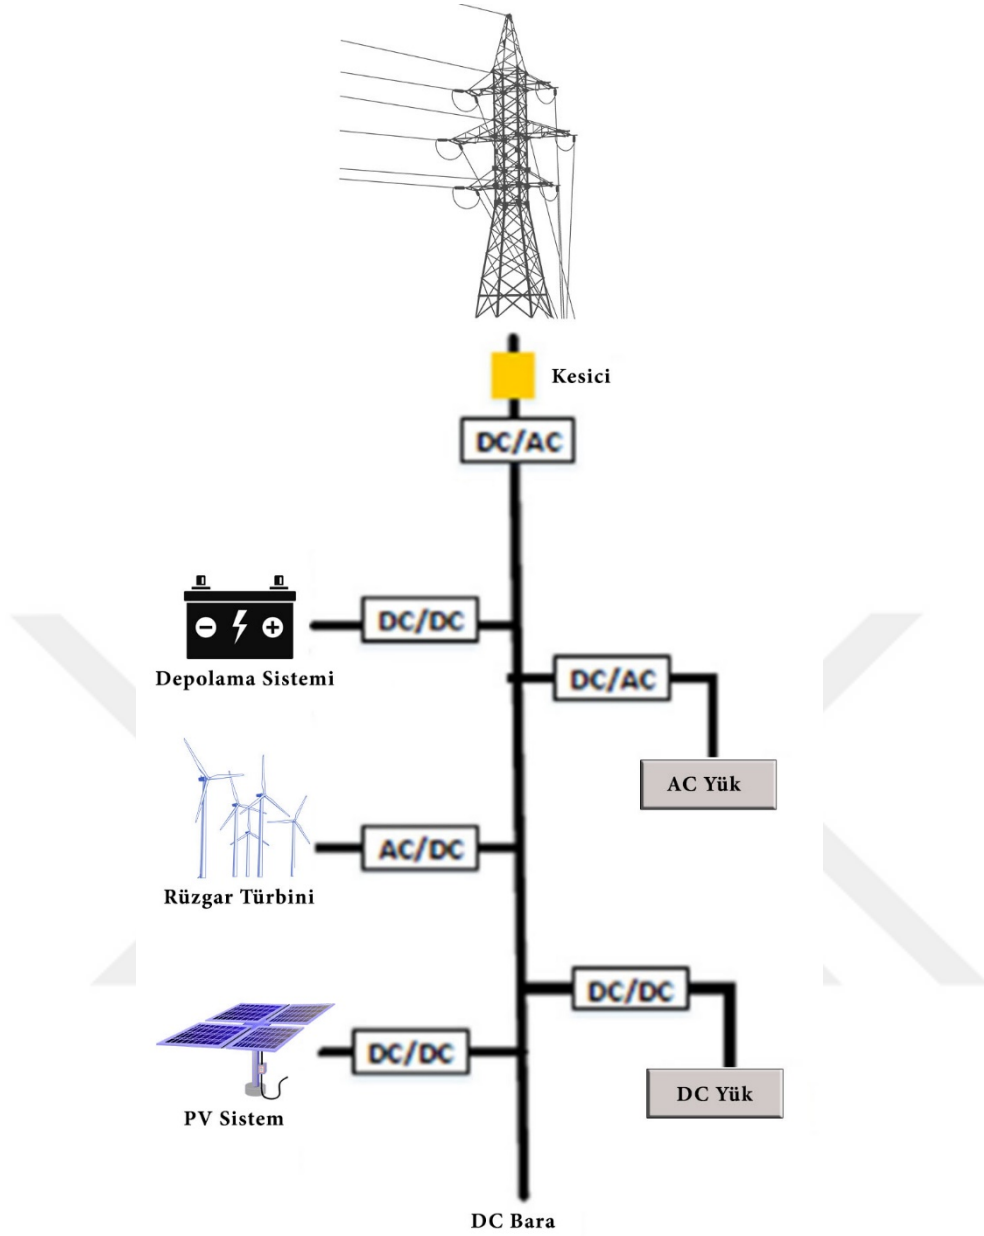 Kesici
DC/AC
DC/DC
Depolama Sistemi
DC/AC
AC Yük
AC/DC
Rüzgar Türbini
DC/DC
DC/DC
PV Sistem
DC Yük
DC Bara